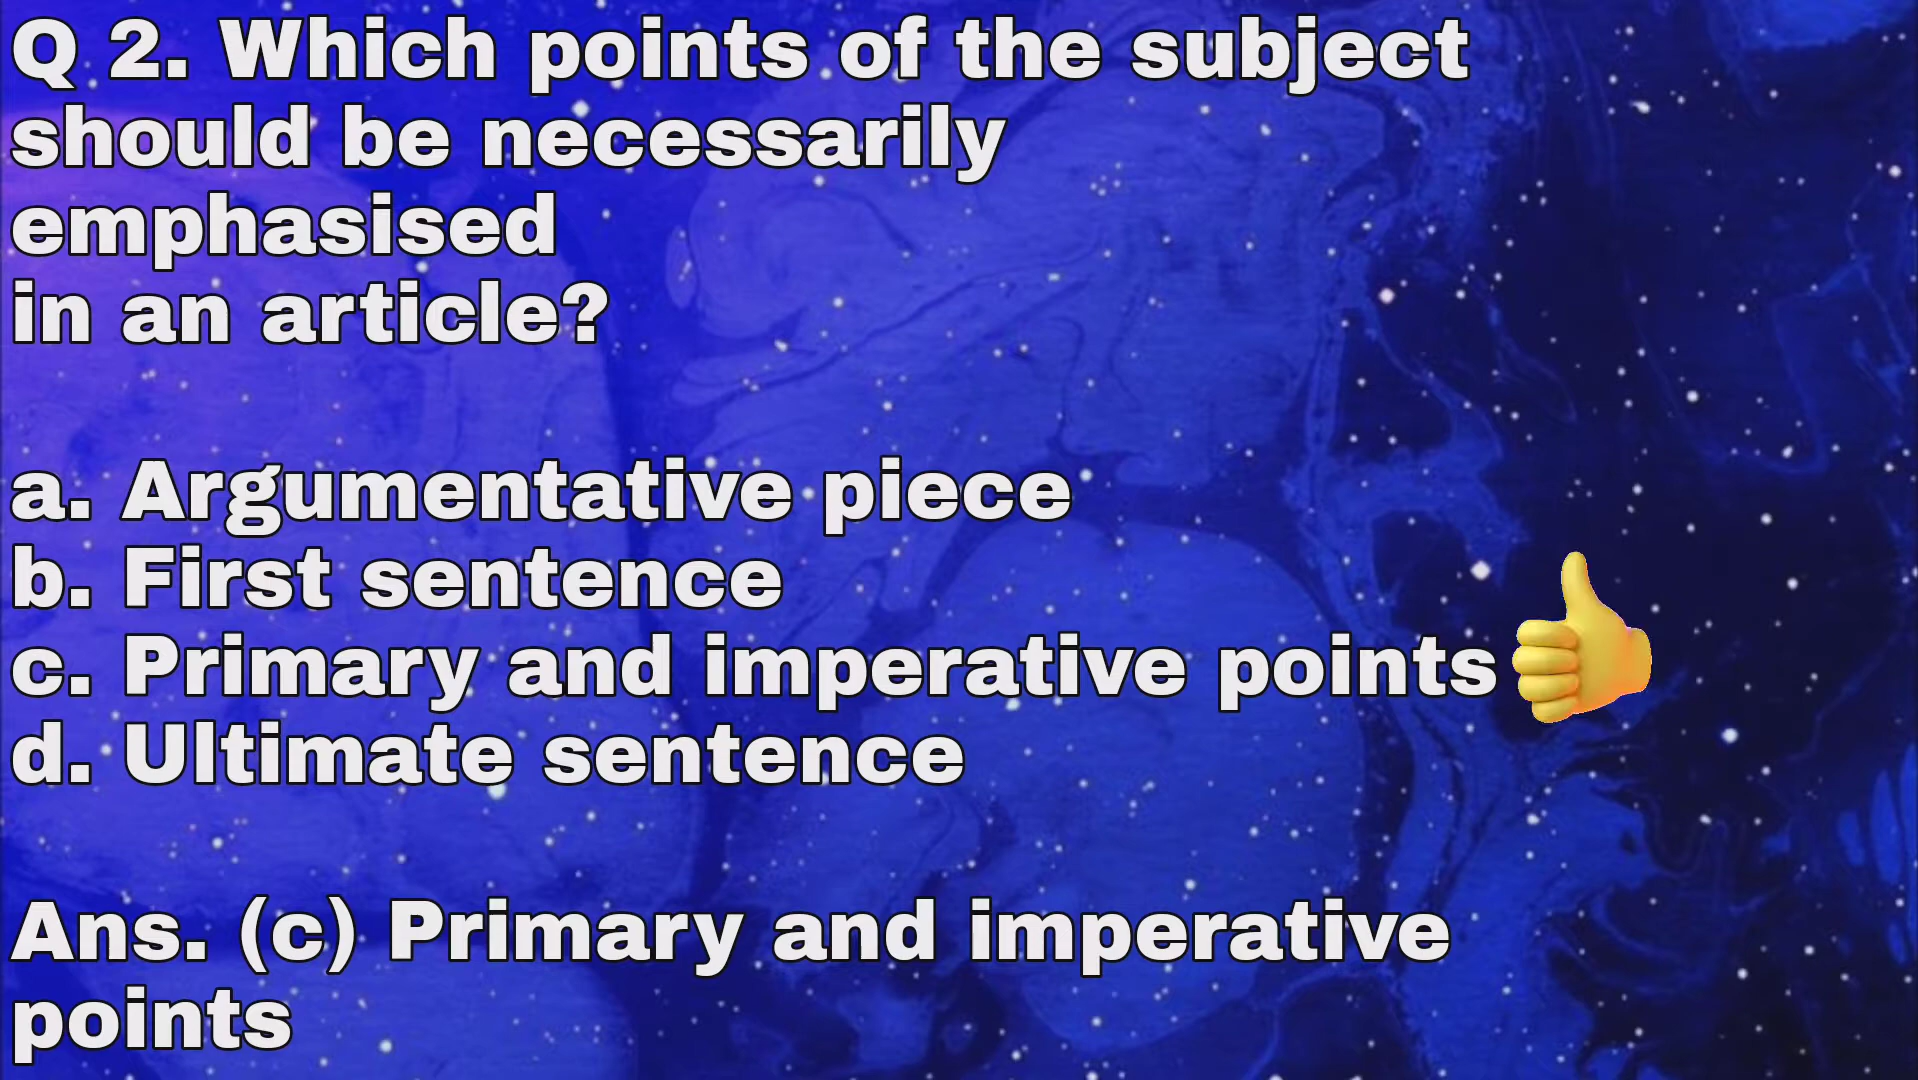 Q 2. Which points of the subject
should be necessarily
emphasised
in an article?
a. Argumentative piece
b. First sentence
c. Primary and imperative points👍
d. Ultimate sentence
Ans. (c) Primary and imperative
points